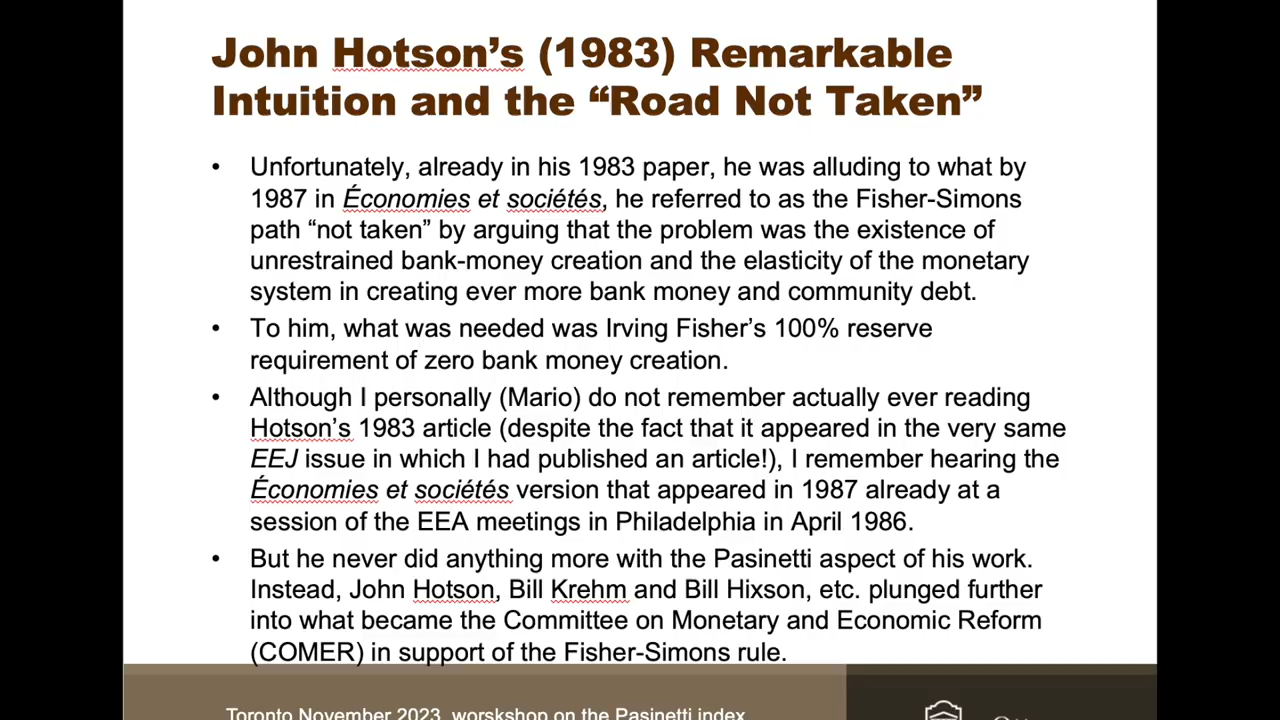 John Hotson’s (1983) Remarkable
Intuition and the “Road Not Taken”
• Unfortunately, already in his 1983 paper, he was alluding to what by
1987 in Économies et sociétés, he referred to as the Fisher-Simons
path “not taken” by arguing that the problem was the existence of
unrestrained bank-money creation and the elasticity of the monetary
system in creating ever more bank money and community debt.
• To him, what was needed was Irving Fisher’s 100% reserve
requirement of zero bank money creation.
• Although I personally (Mario) do not remember actually ever reading
Hotson’s 1983 article (despite the fact that it appeared in the very same
EEJ issue in which I had published an article!), I remember hearing the
Économies et sociétés version that appeared in 1987 already at a
session of the EEA meetings in Philadelphia in April 1986.
• But he never did anything more with the Pasinetti aspect of his work.
Instead, John Hotson, Bill Krehm and Bill Hixson, etc. plunged further
into what became the Committee on Monetary and Economic Reform
(COMER) in support of the Fisher-Simons rule.
Toronto November 2023, worskshop on the Pasinetti index